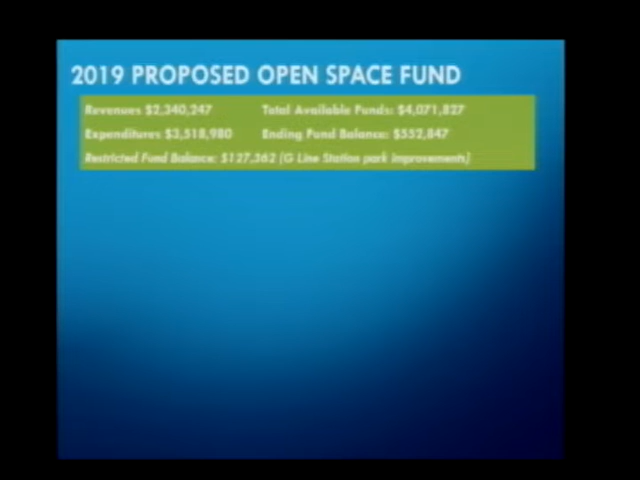 2019 PROPOSED OPEN SPACE FUND
Revenues $2,340,247 Total Available Funds: $4,071,827
Expenditures $3,518,980 Ending Fund Balance: $552,847
Restricted Fund Balance: $127,362 (G Line Station park improvements)